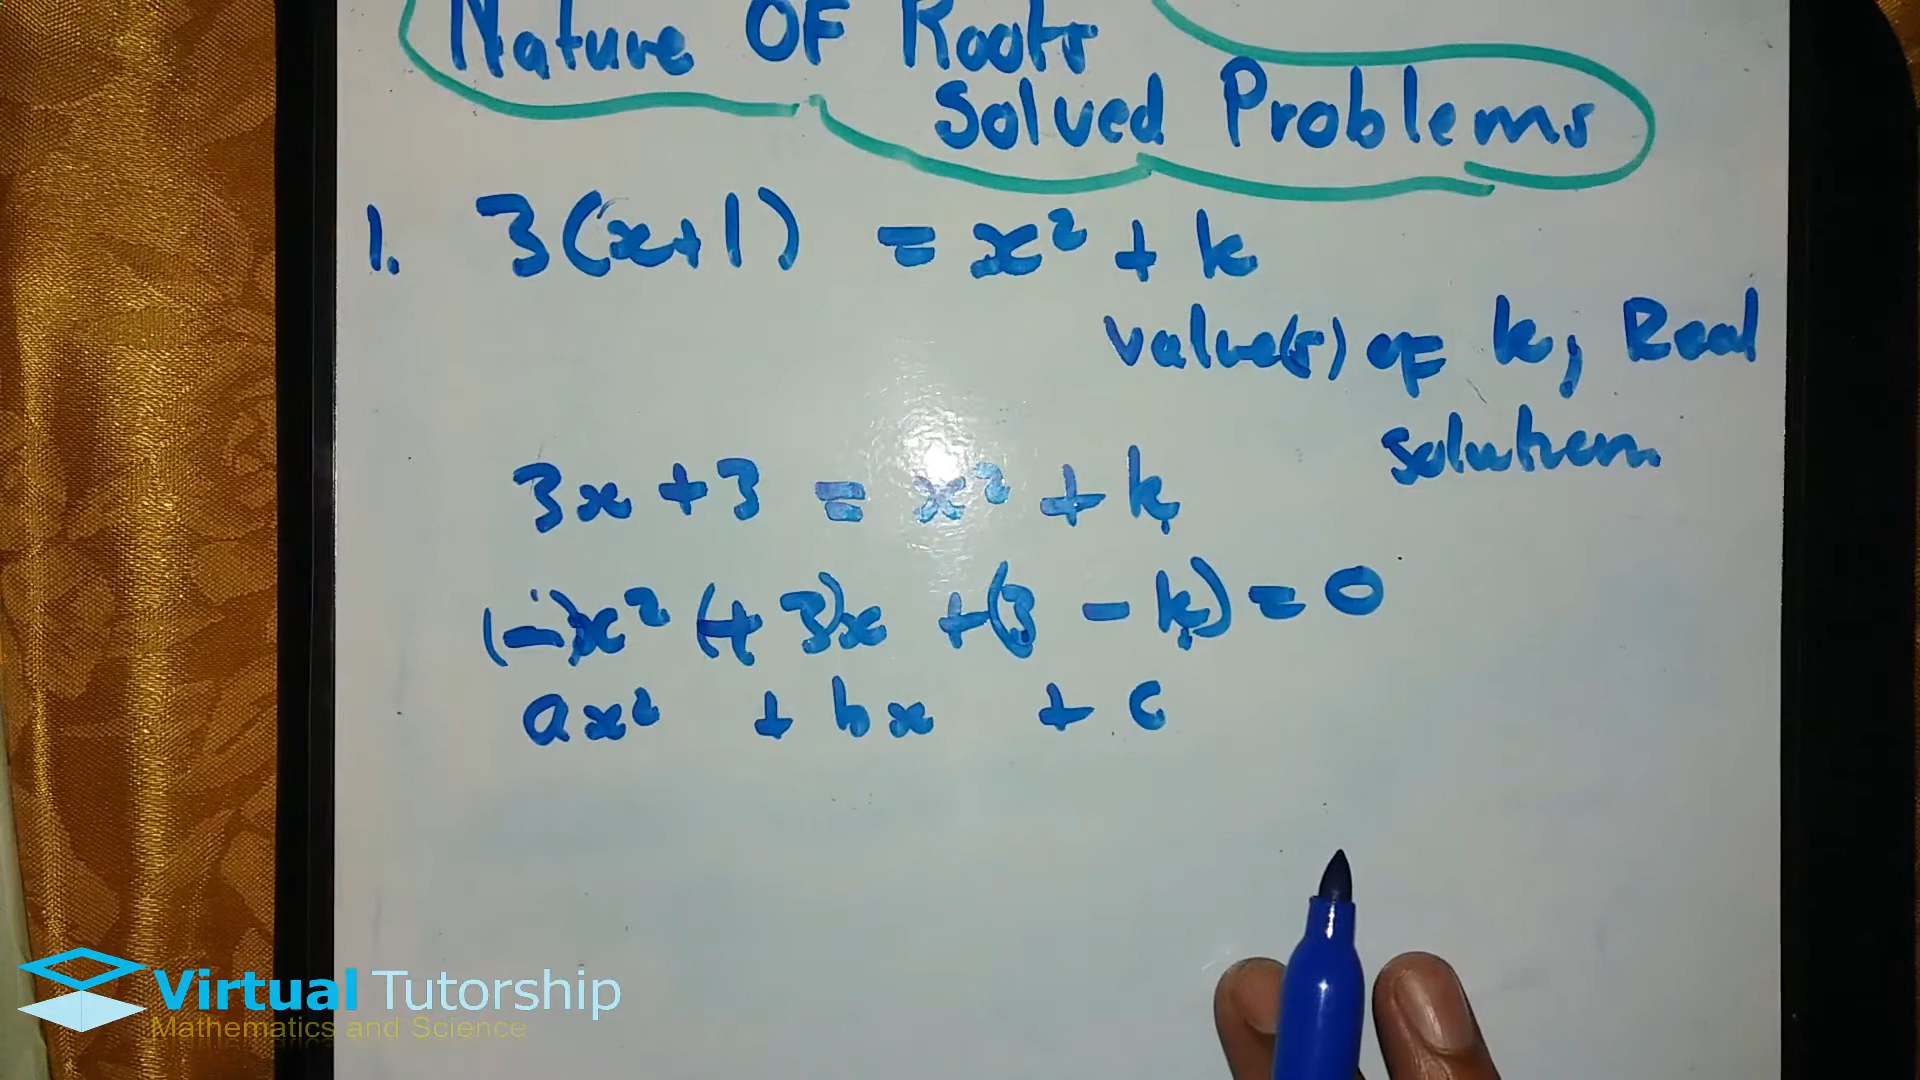 Nature OF Roots
Solved Problems
1. 3(x+1) = x² + k
value(s) of k, Real
solution
3x + 3 = x² + k
(-)x² (+ 3)x + (3 - k) = 0
ax² + bx + c
Virtual Tutorship
Mathematics and Science